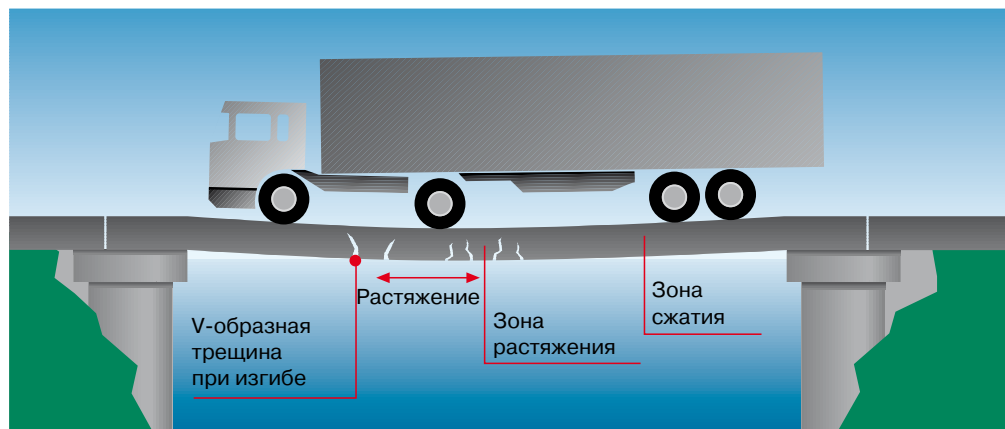 Растяжение
V-образная
трещина
при изгибе
Зона
растяжения
Зона
сжатия